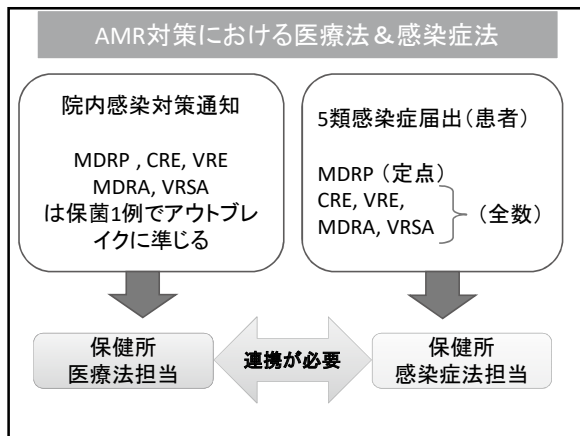 AMR対策における医療法＆感染症法
院内感染対策通知
MDRP , CRE, VRE
MDRA, VRSA
は保菌1例でアウトブレ
イクに準じる
5類感染症届出（患者）
MDRP （定点）
CRE, VRE,
MDRA, VRSA
（全数）
保健所
医療法担当
連携が必要
保健所
感染症法担当